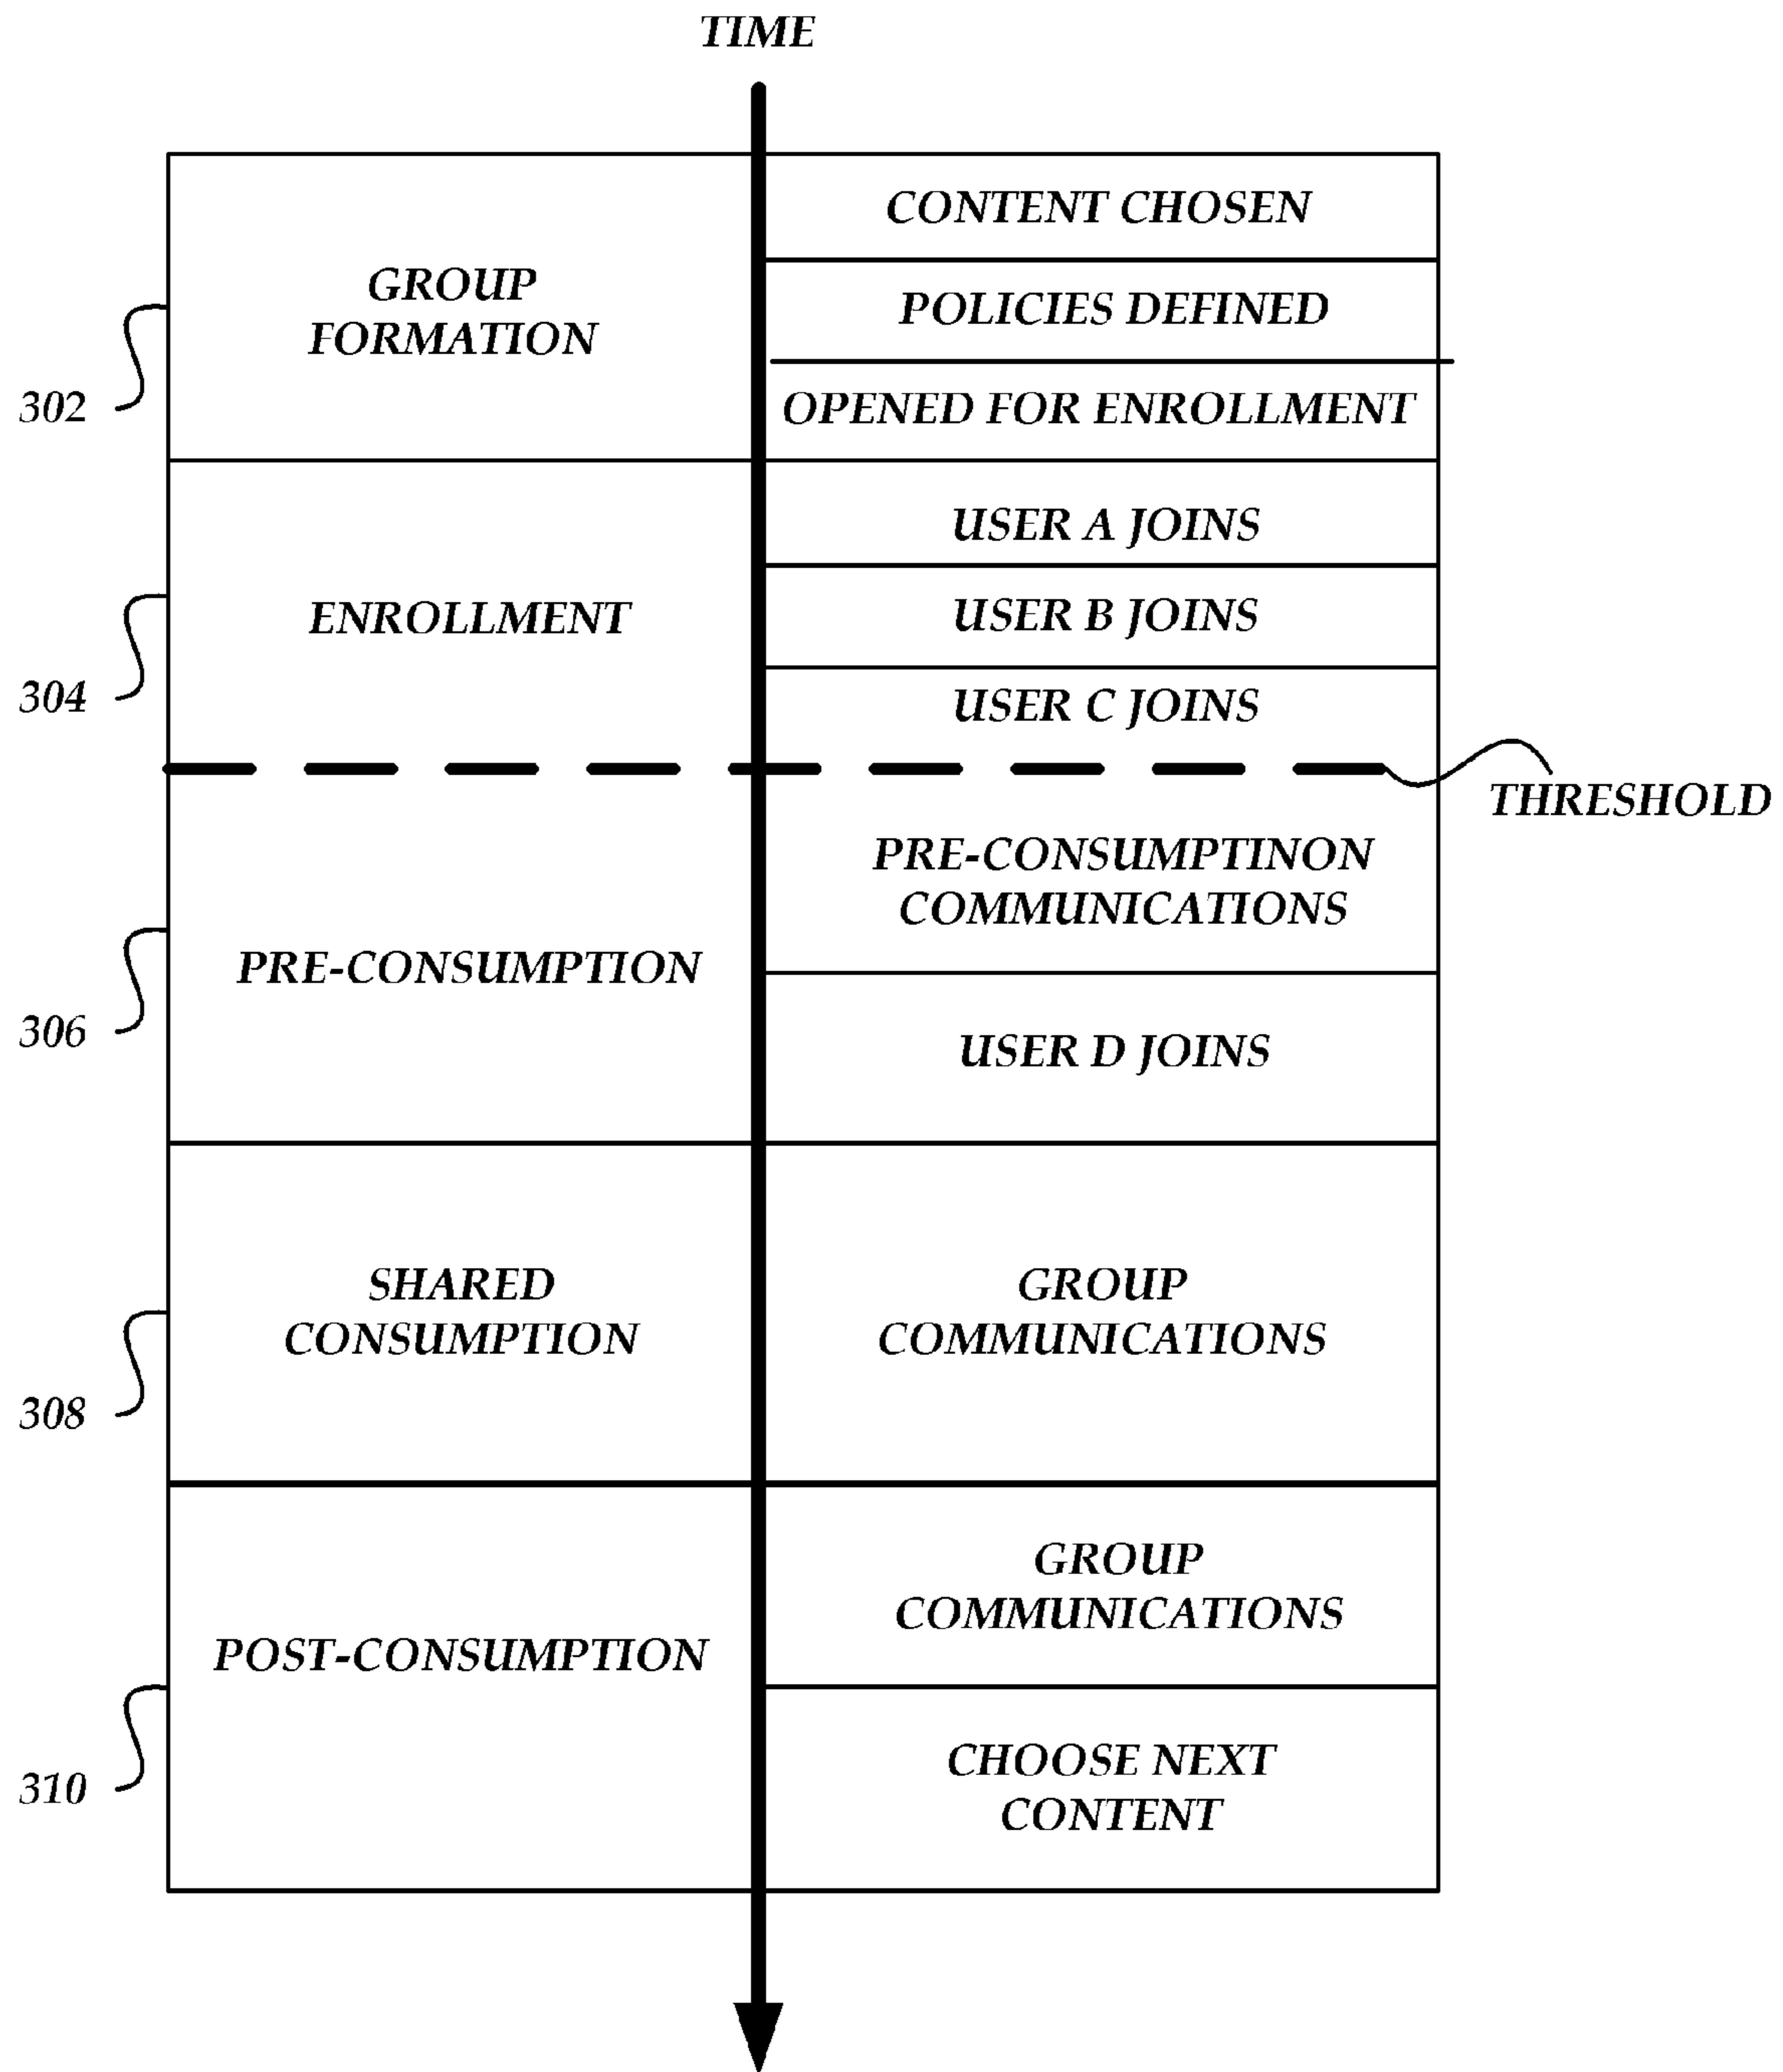 TIME
CONTENT CHOSEN
GROUP
FORMATION
POLICIES DEFINED
302
OPENED FOR ENROLLMENT
USER A JOINS
ENROLLMENT
USER B JOINS
304
USER C JOINS
THRESHOLD
PRE-CONSUMPTINON
COMMUNICATIONS
PRE-CONSUMPTION
306
USER D JOINS
SHARED
CONSUMPTION
GROUP
COMMUNICATIONS
308
GROUP
COMMUNICATIONS
POST-CONSUMPTION
310
CHOOSE NEXT
CONTENT